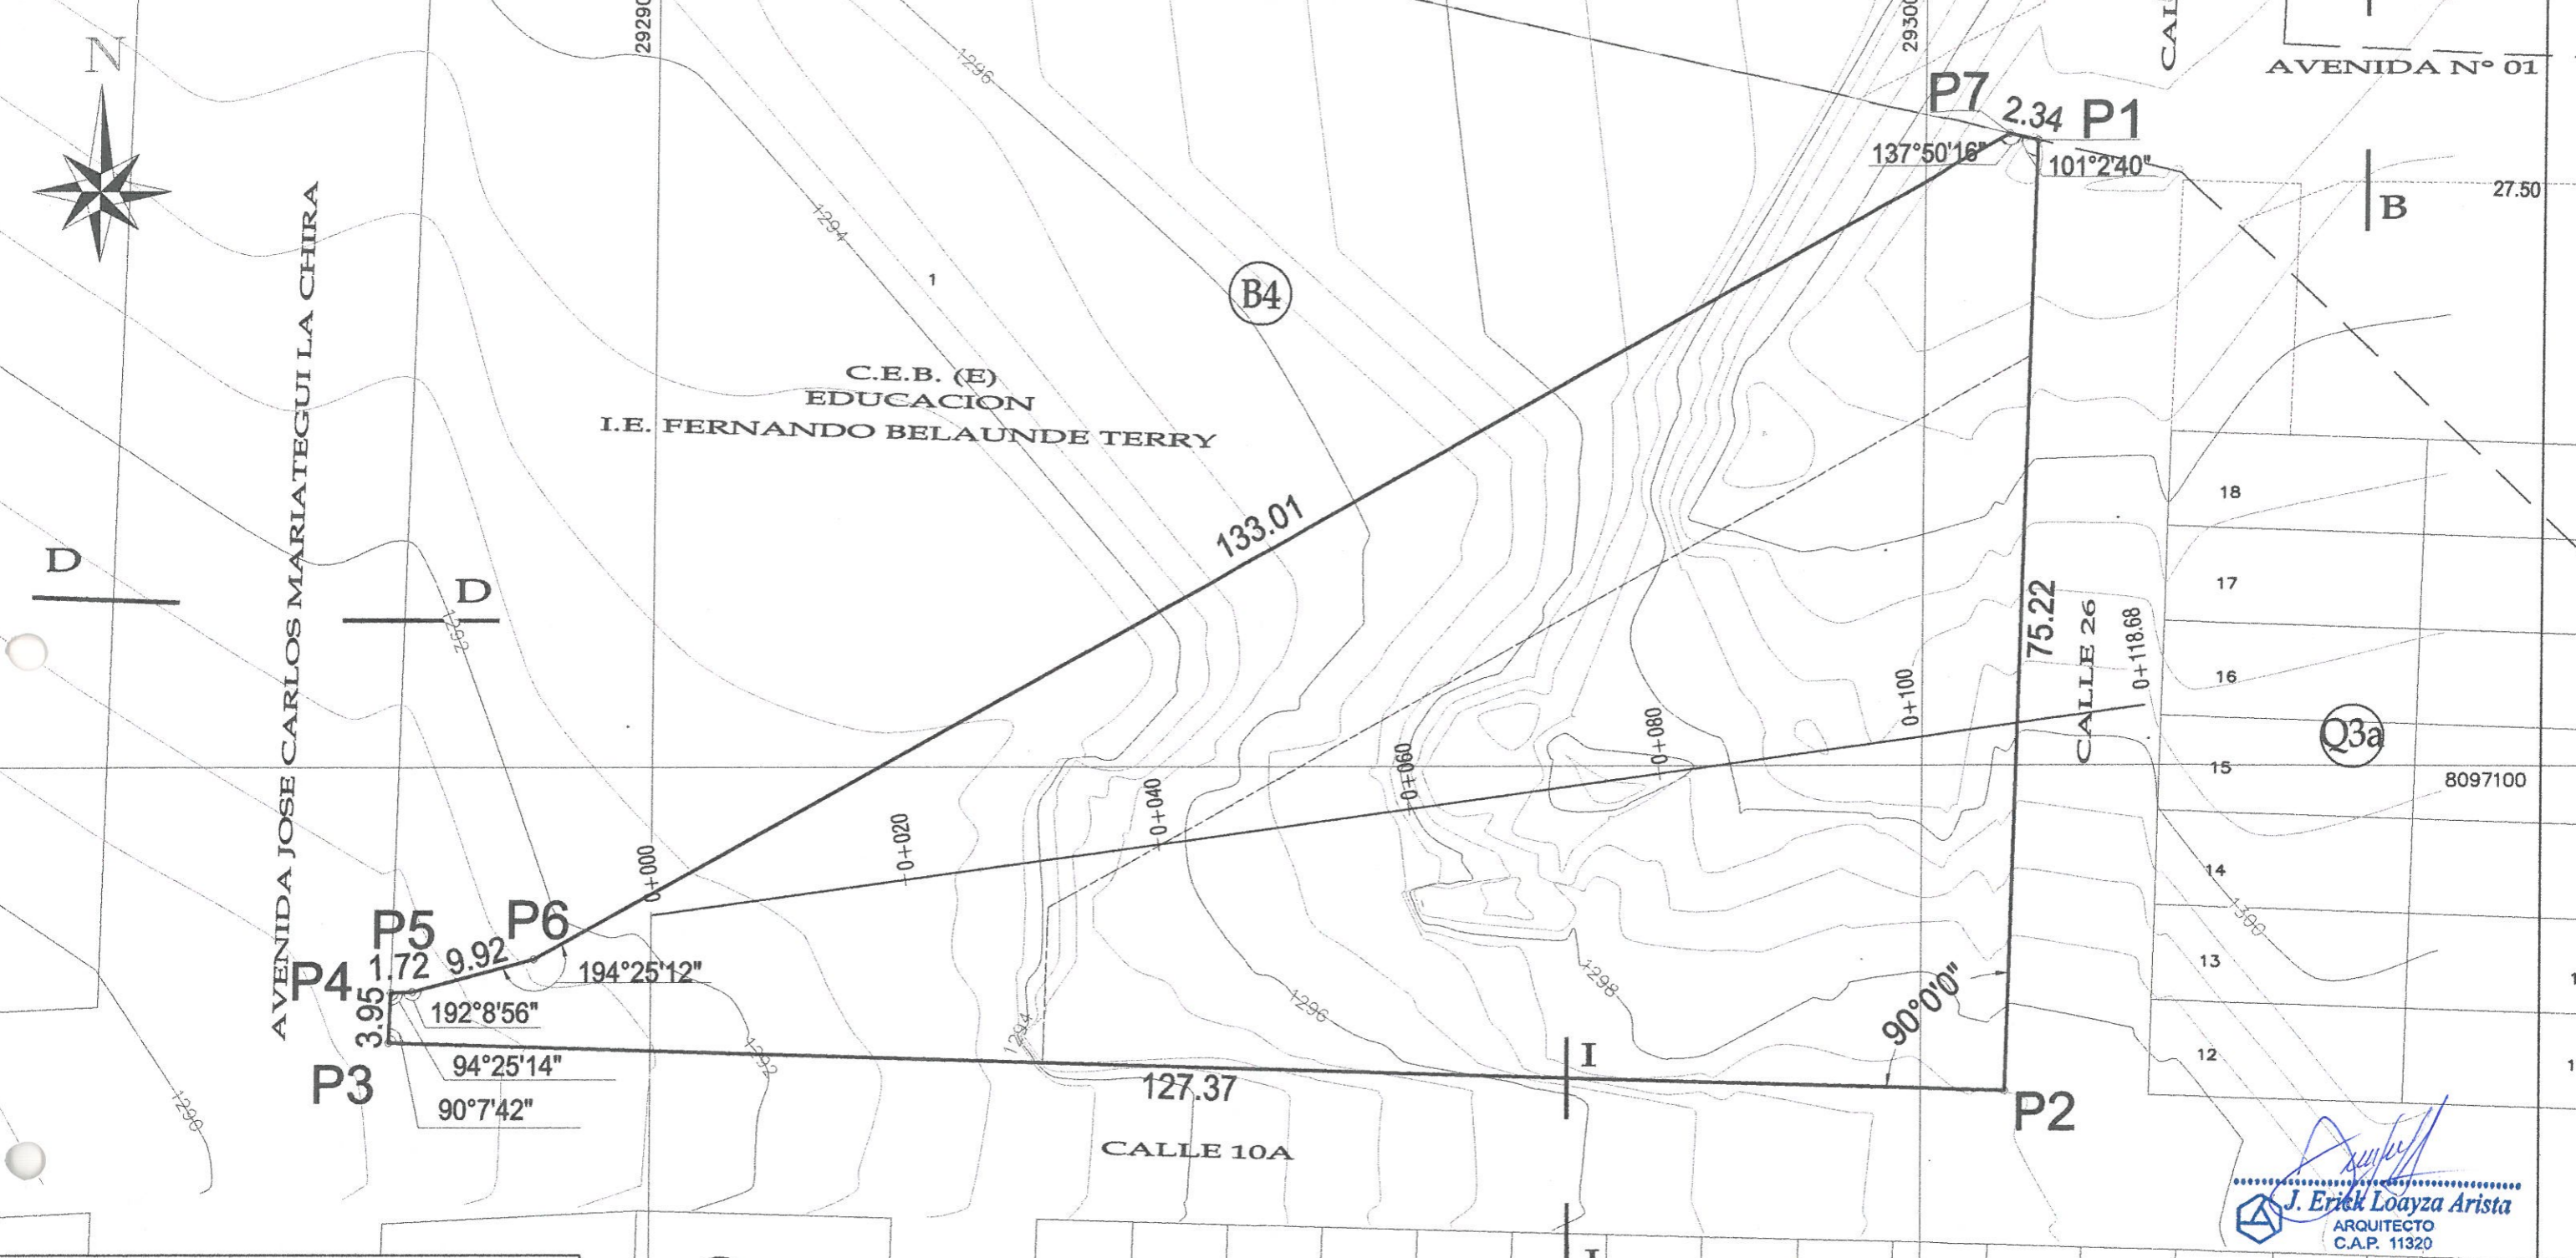 N
29290
29300
CAL
AVENIDA Nº 01
P7
2.34
P1
137°50'16"
101°2'40"
27.50
B
1296
1294
1
B4
C.E.B. (E)
EDUCACION
I.E. FERNANDO BELAUNDE TERRY
AVENIDA JOSE CARLOS MARIATEGUI LA CHIRA
133.01
18
D
D
1292
17
75.22
CALLE 26
0+118.68
16
0+100
0+080
0+060
0+040
0+020
0+000
Q3a
15
8097100
14
1300
P5
P6
9.92
1.72
P4
194°25'12"
3.95
192°8'56"
13
1298
1296
90°0'0"
1294
1292
94°25'14"
I
12
P3
127.37
90°7'42"
P2
1290
CALLE 10A
J. Erick Loayza Arista
ARQUITECTO
C.A.P. 11320